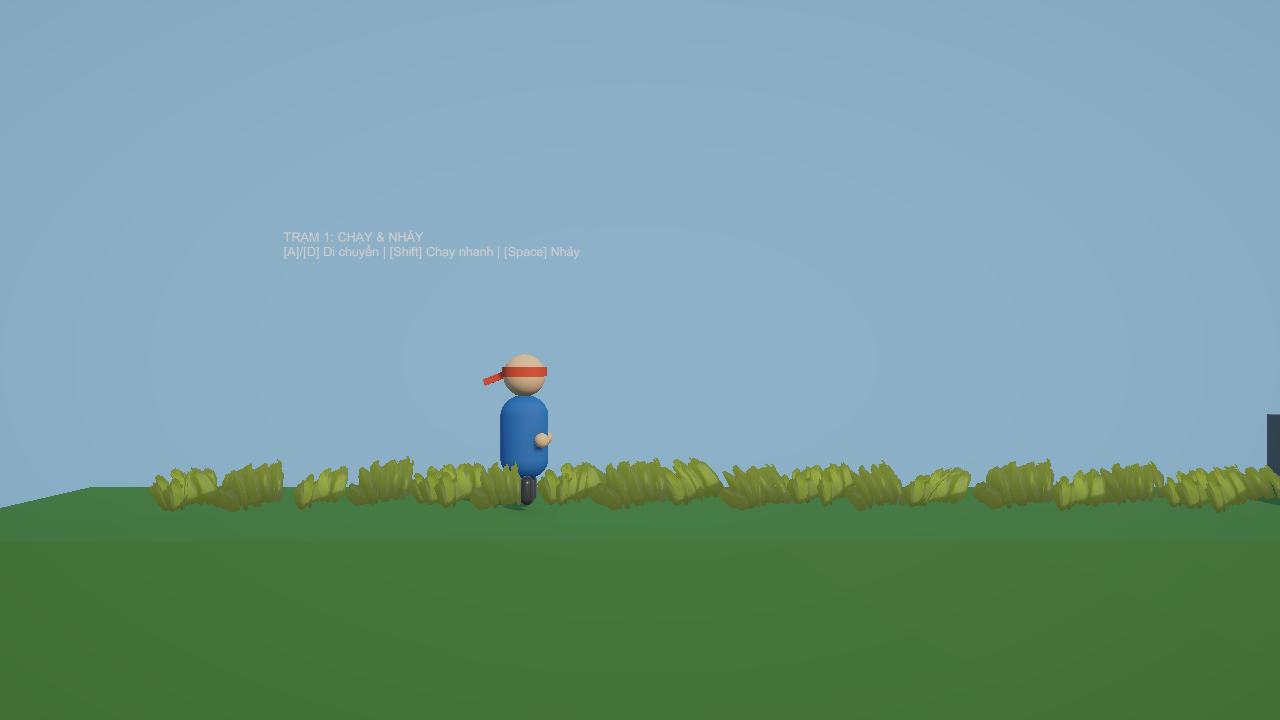 TRẠM 1: CHẠY & NHẢY
[A]/[D] Di chuyển | [Shift] Chạy nhanh | [Space] Nhảy